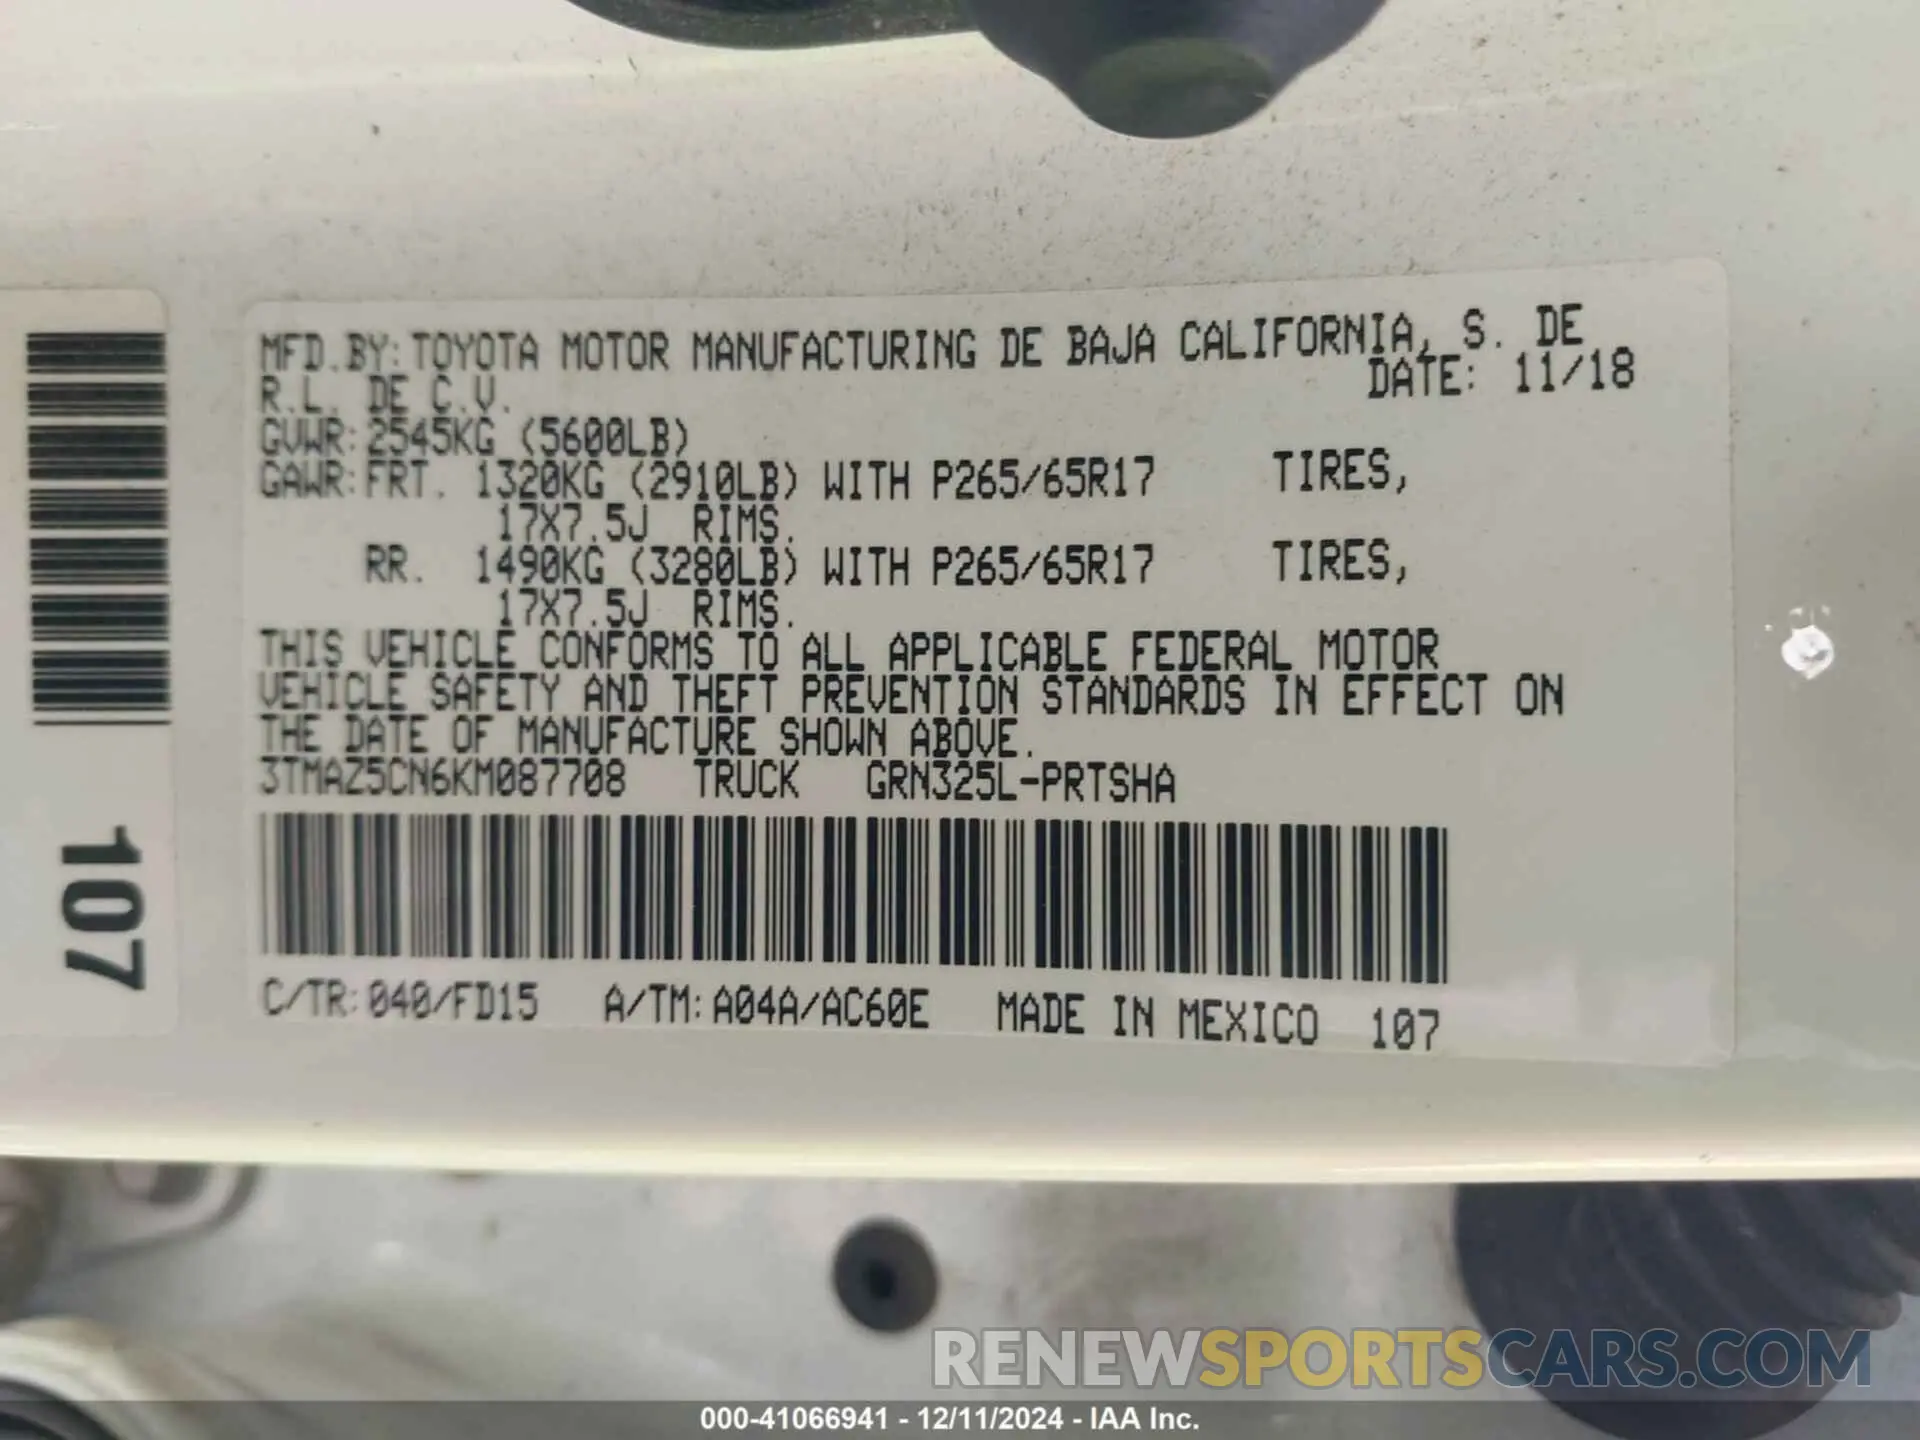 MFD.BY:TOYOTA MOTOR MANUFACTURING DE BAJA CALIFORNIA, S. DE
R.L. DE C.V. DATE: 11/18
GVWR:2545KG (5600LB)
GAWR:FRT. 1320KG (2910LB) WITH P265/65R17 TIRES,
17X7.5J RIMS.
RR. 1490KG (3280LB) WITH P265/65R17 TIRES,
17X7.5J RIMS.
THIS VEHICLE CONFORMS TO ALL APPLICABLE FEDERAL MOTOR
VEHICLE SAFETY AND THEFT PREVENTION STANDARDS IN EFFECT ON
THE DATE OF MANUFACTURE SHOWN ABOVE.
3TMAZ5CN6KM087708 TRUCK GRN325L-PRTSHA
C/TR:040/FD15 A/TM:A04A/AC60E MADE IN MEXICO 107
107
RENEWSPORTSCARS.COM
000-41066941 - 12/11/2024 - IAA Inc.